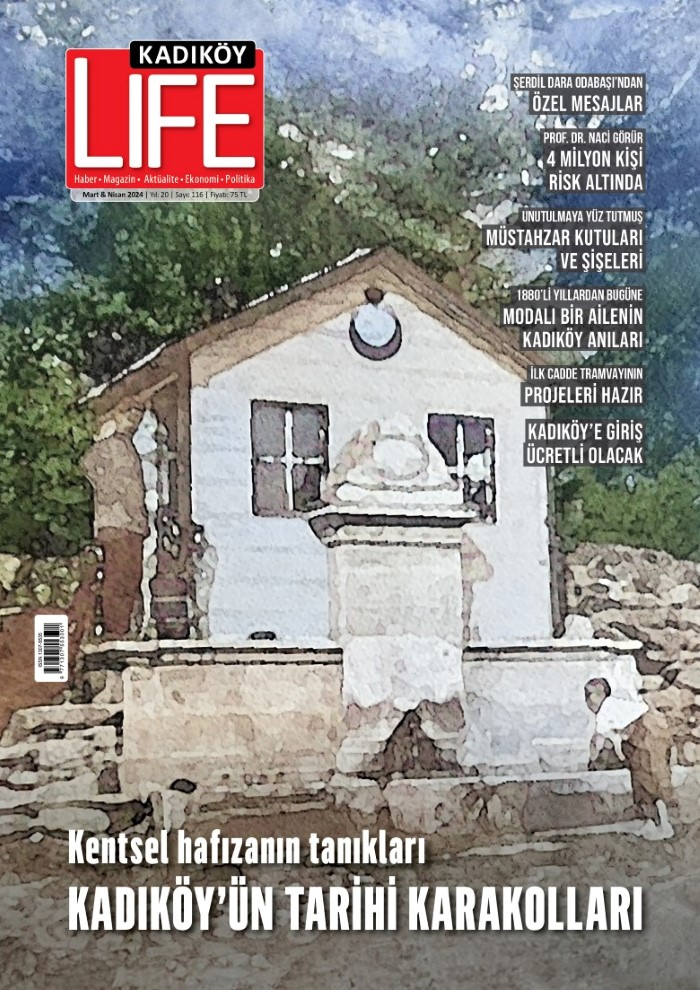 KADIKÖY
LIFE
Haber • Magazin • Aktüalite • Ekonomi • Politika
Mart & Nisan 2024 | Yıl: 20 | Sayı: 116 | Fiyatı: 75 TL
ŞERDİL DARA ODABAŞI'NDAN
ÖZEL MESAJLAR
PROF. DR. NACİ GÖRÜR
4 MİLYON KİŞİ
RİSK ALTINDA
UNUTULMAYA YÜZ TUTMUŞ
MÜSTAHZAR KUTULARI
VE ŞİŞELERİ
1880'Lİ YILLARDAN BUGÜNE
MODALI BİR AİLENİN
KADIKÖY ANILARI
İLK CADDE TRAMVAYININ
PROJELERİ HAZIR
KADIKÖY'E GİRİŞ
ÜCRETLİ OLACAK
Kentsel hafızanın tanıkları
KADIKÖY'ÜN TARİHİ KARAKOLLARI